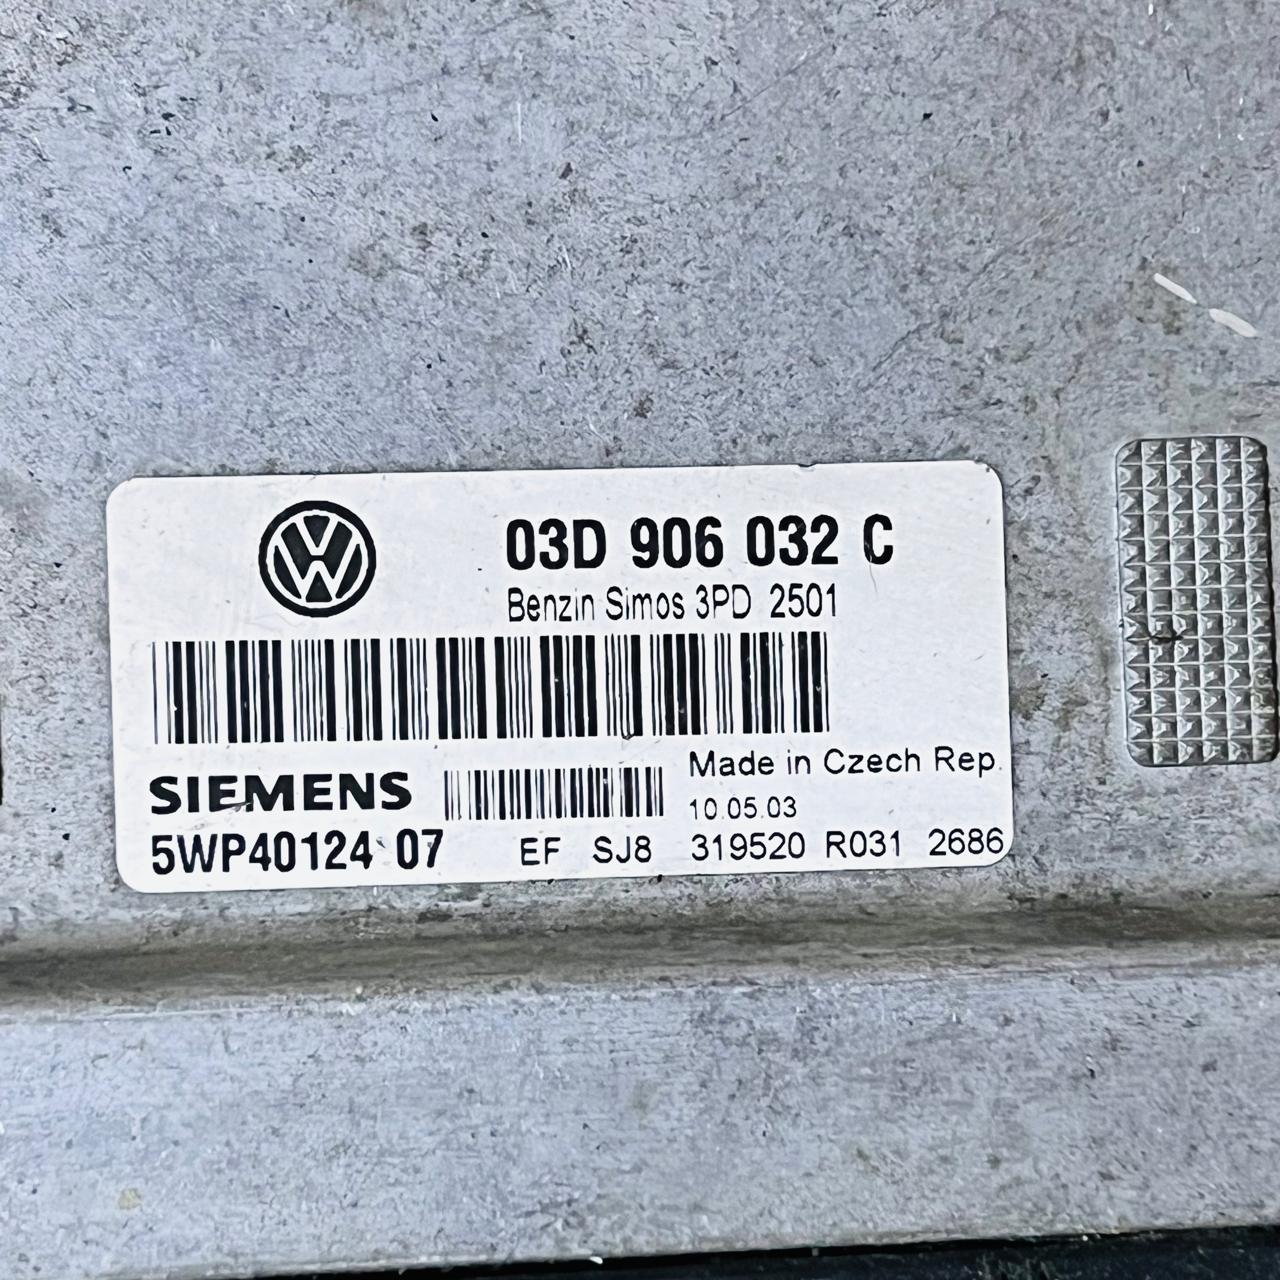 03D 906 032 C
Benzin Simos 3PD 2501
SIEMENS
Made in Czech Rep.
10.05.03
5WP40124 07 EF SJ8 319520 R031 2686